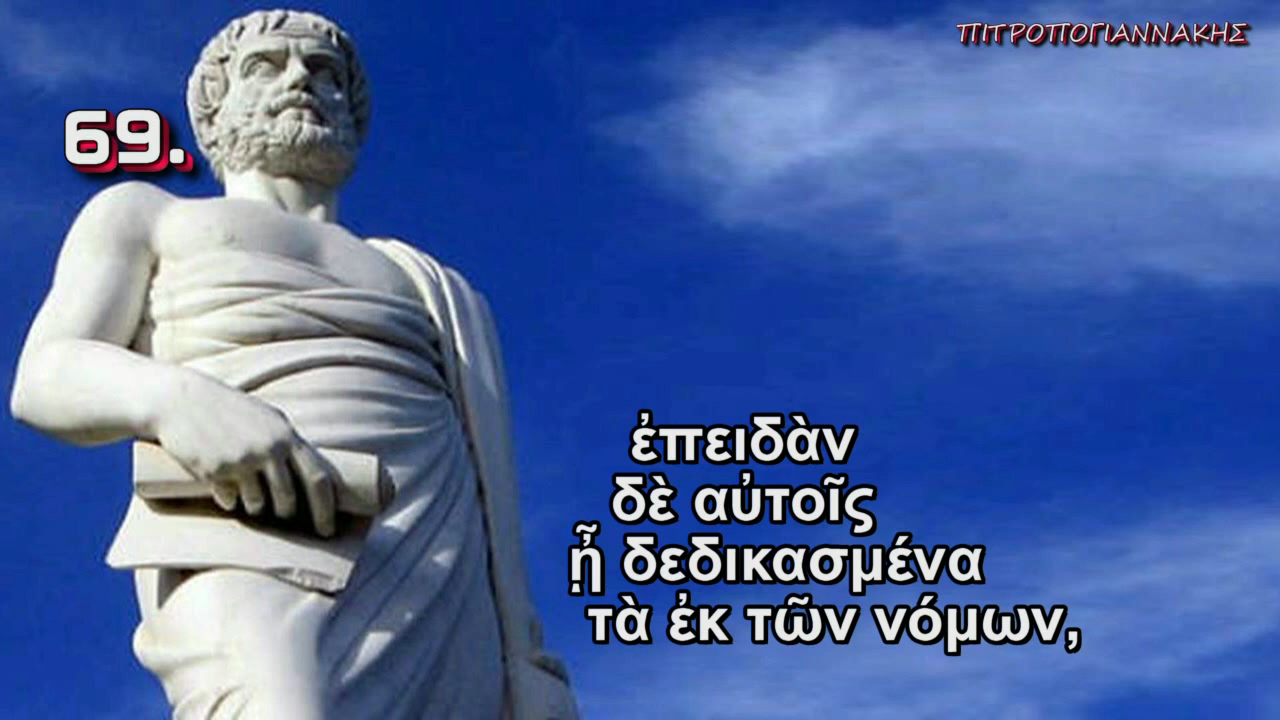 ΠΙΤΡΟΠΟΓΙΑΝΝΑΚΗΣ
69.
ἐπειδὰν
δὲ αὐτοῖς
ᾖ δεδικασμένα
τὰ ἐκ τῶν νόμων,